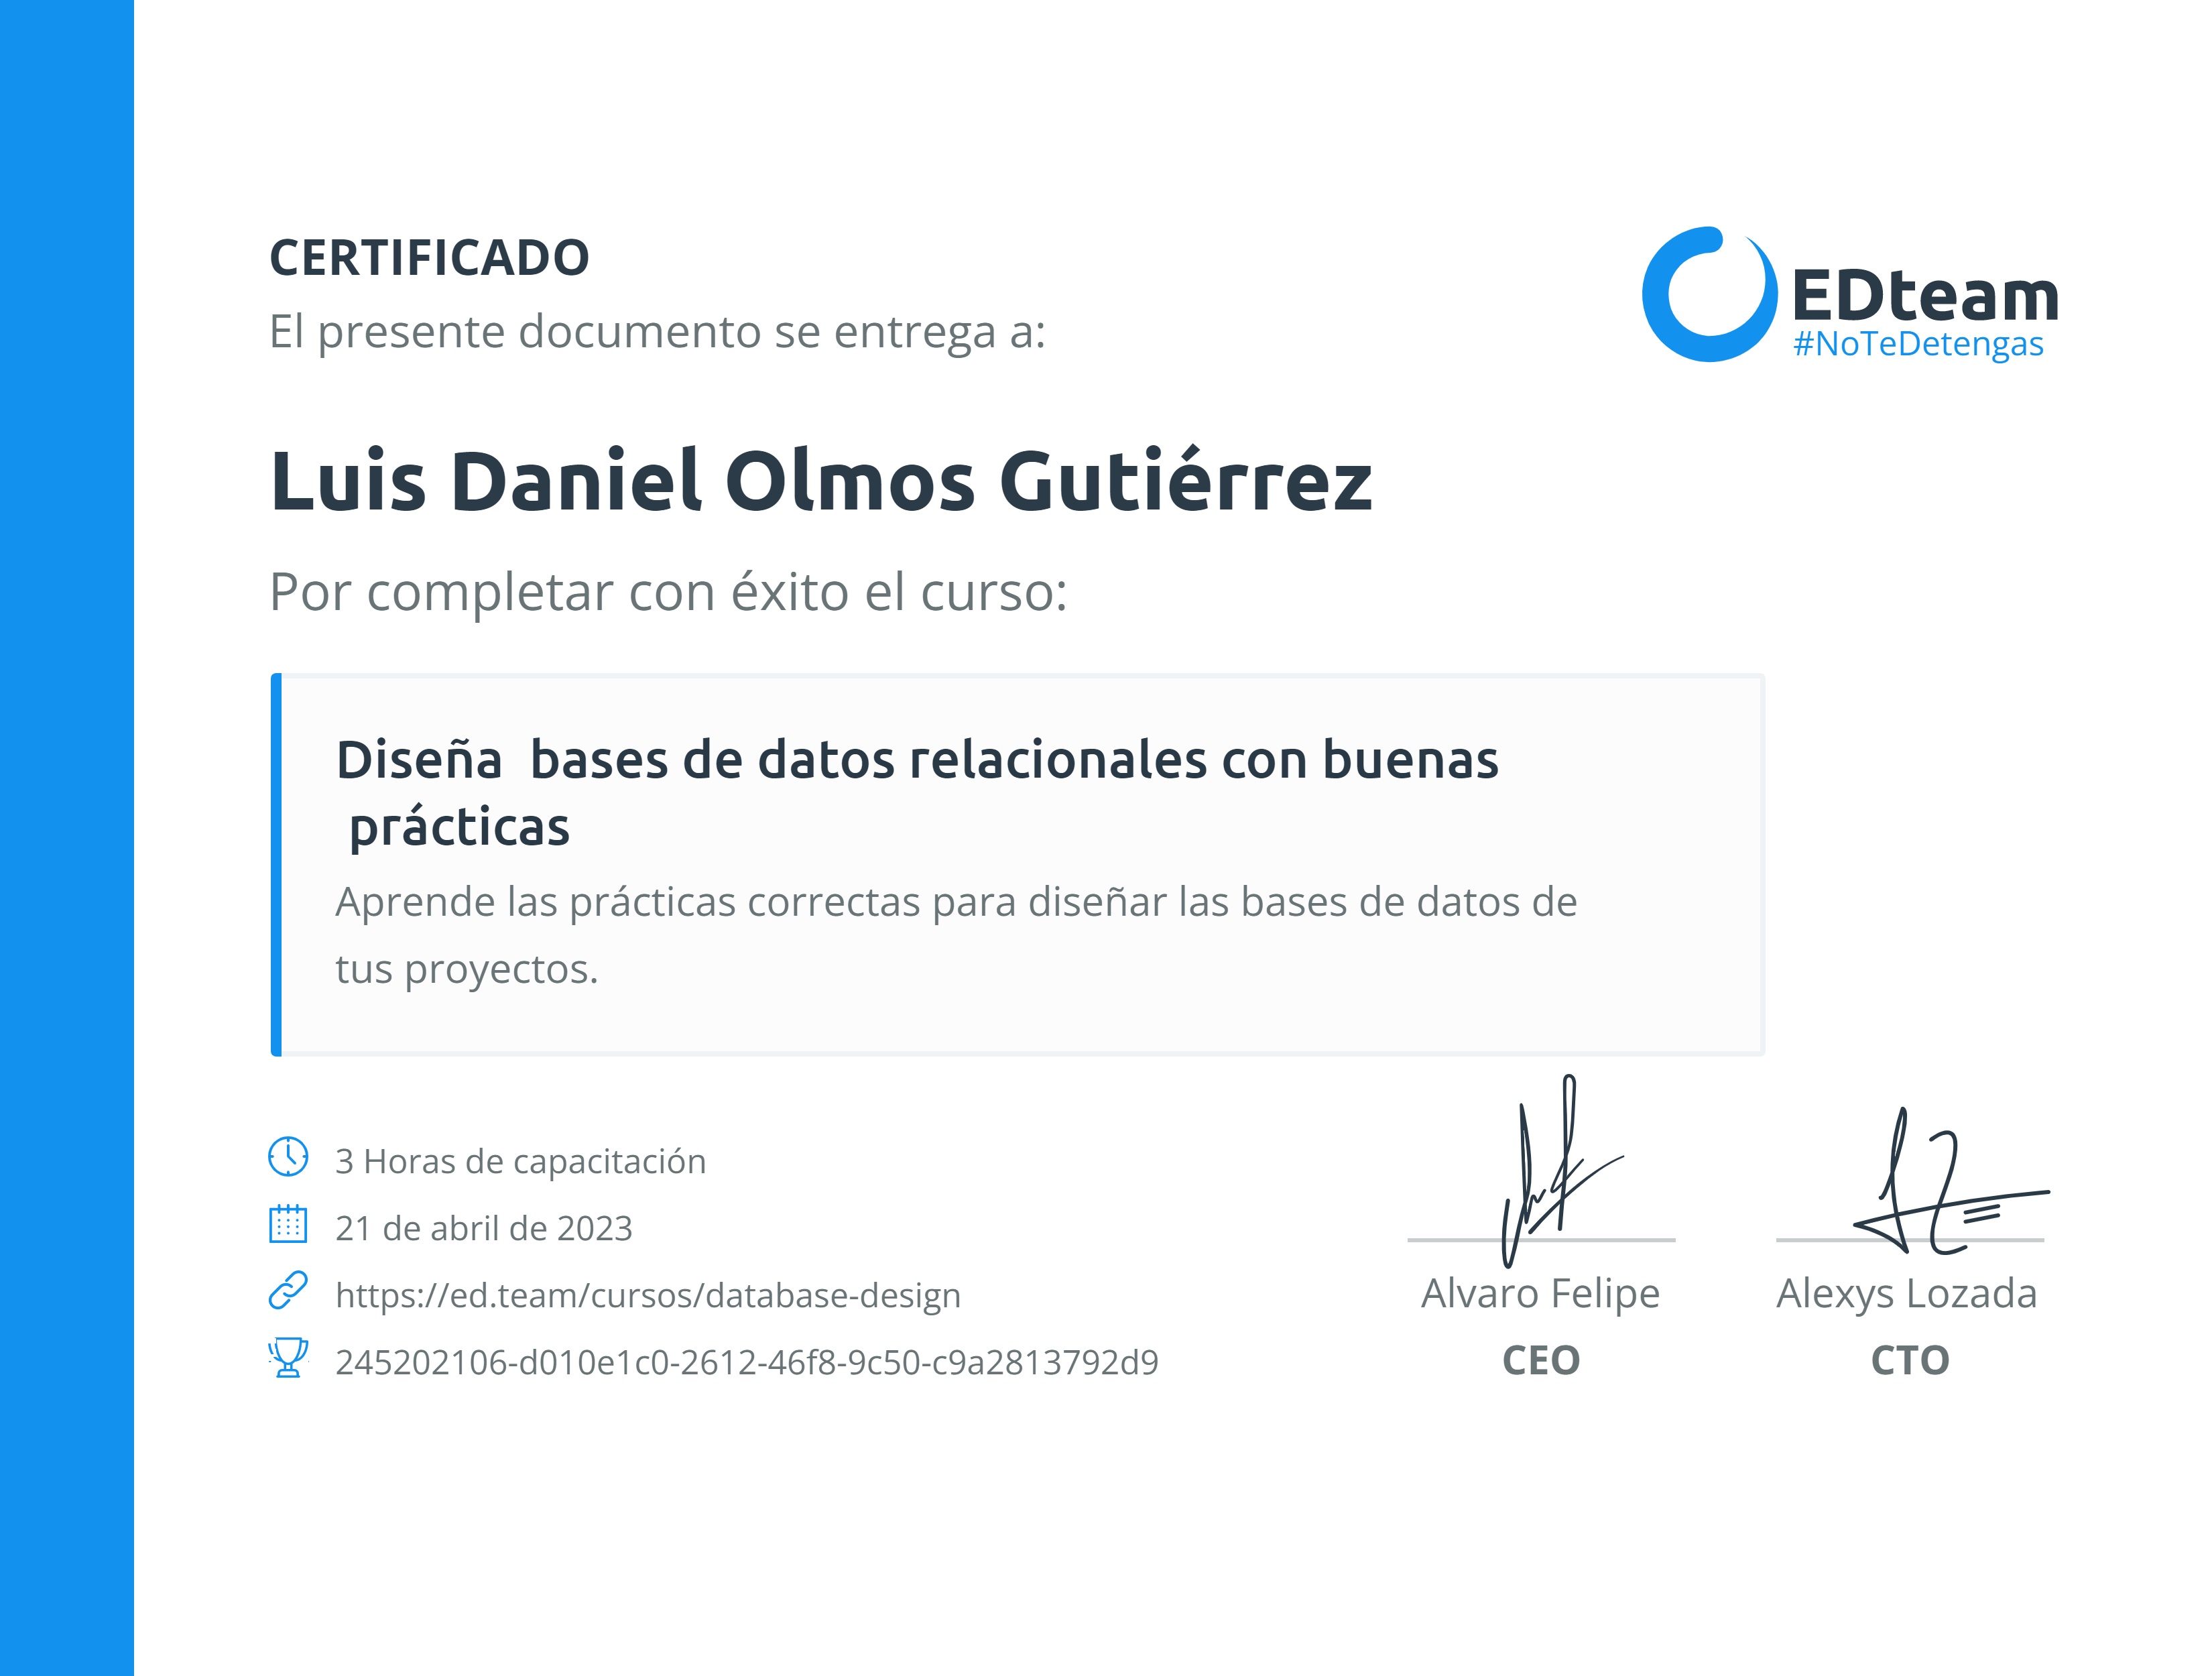 CERTIFICADO
El presente documento se entrega a:
EDteam
#NoTeDetengas
Luis Daniel Olmos Gutiérrez
Por completar con éxito el curso:
Diseña bases de datos relacionales con buenas
prácticas
Aprende las prácticas correctas para diseñar las bases de datos de
tus proyectos.
3 Horas de capacitación
21 de abril de 2023
https://ed.team/cursos/database-design
245202106-d010e1c0-2612-46f8-9c50-c9a2813792d9
Alvaro Felipe
CEO
Alexys Lozada
CTO